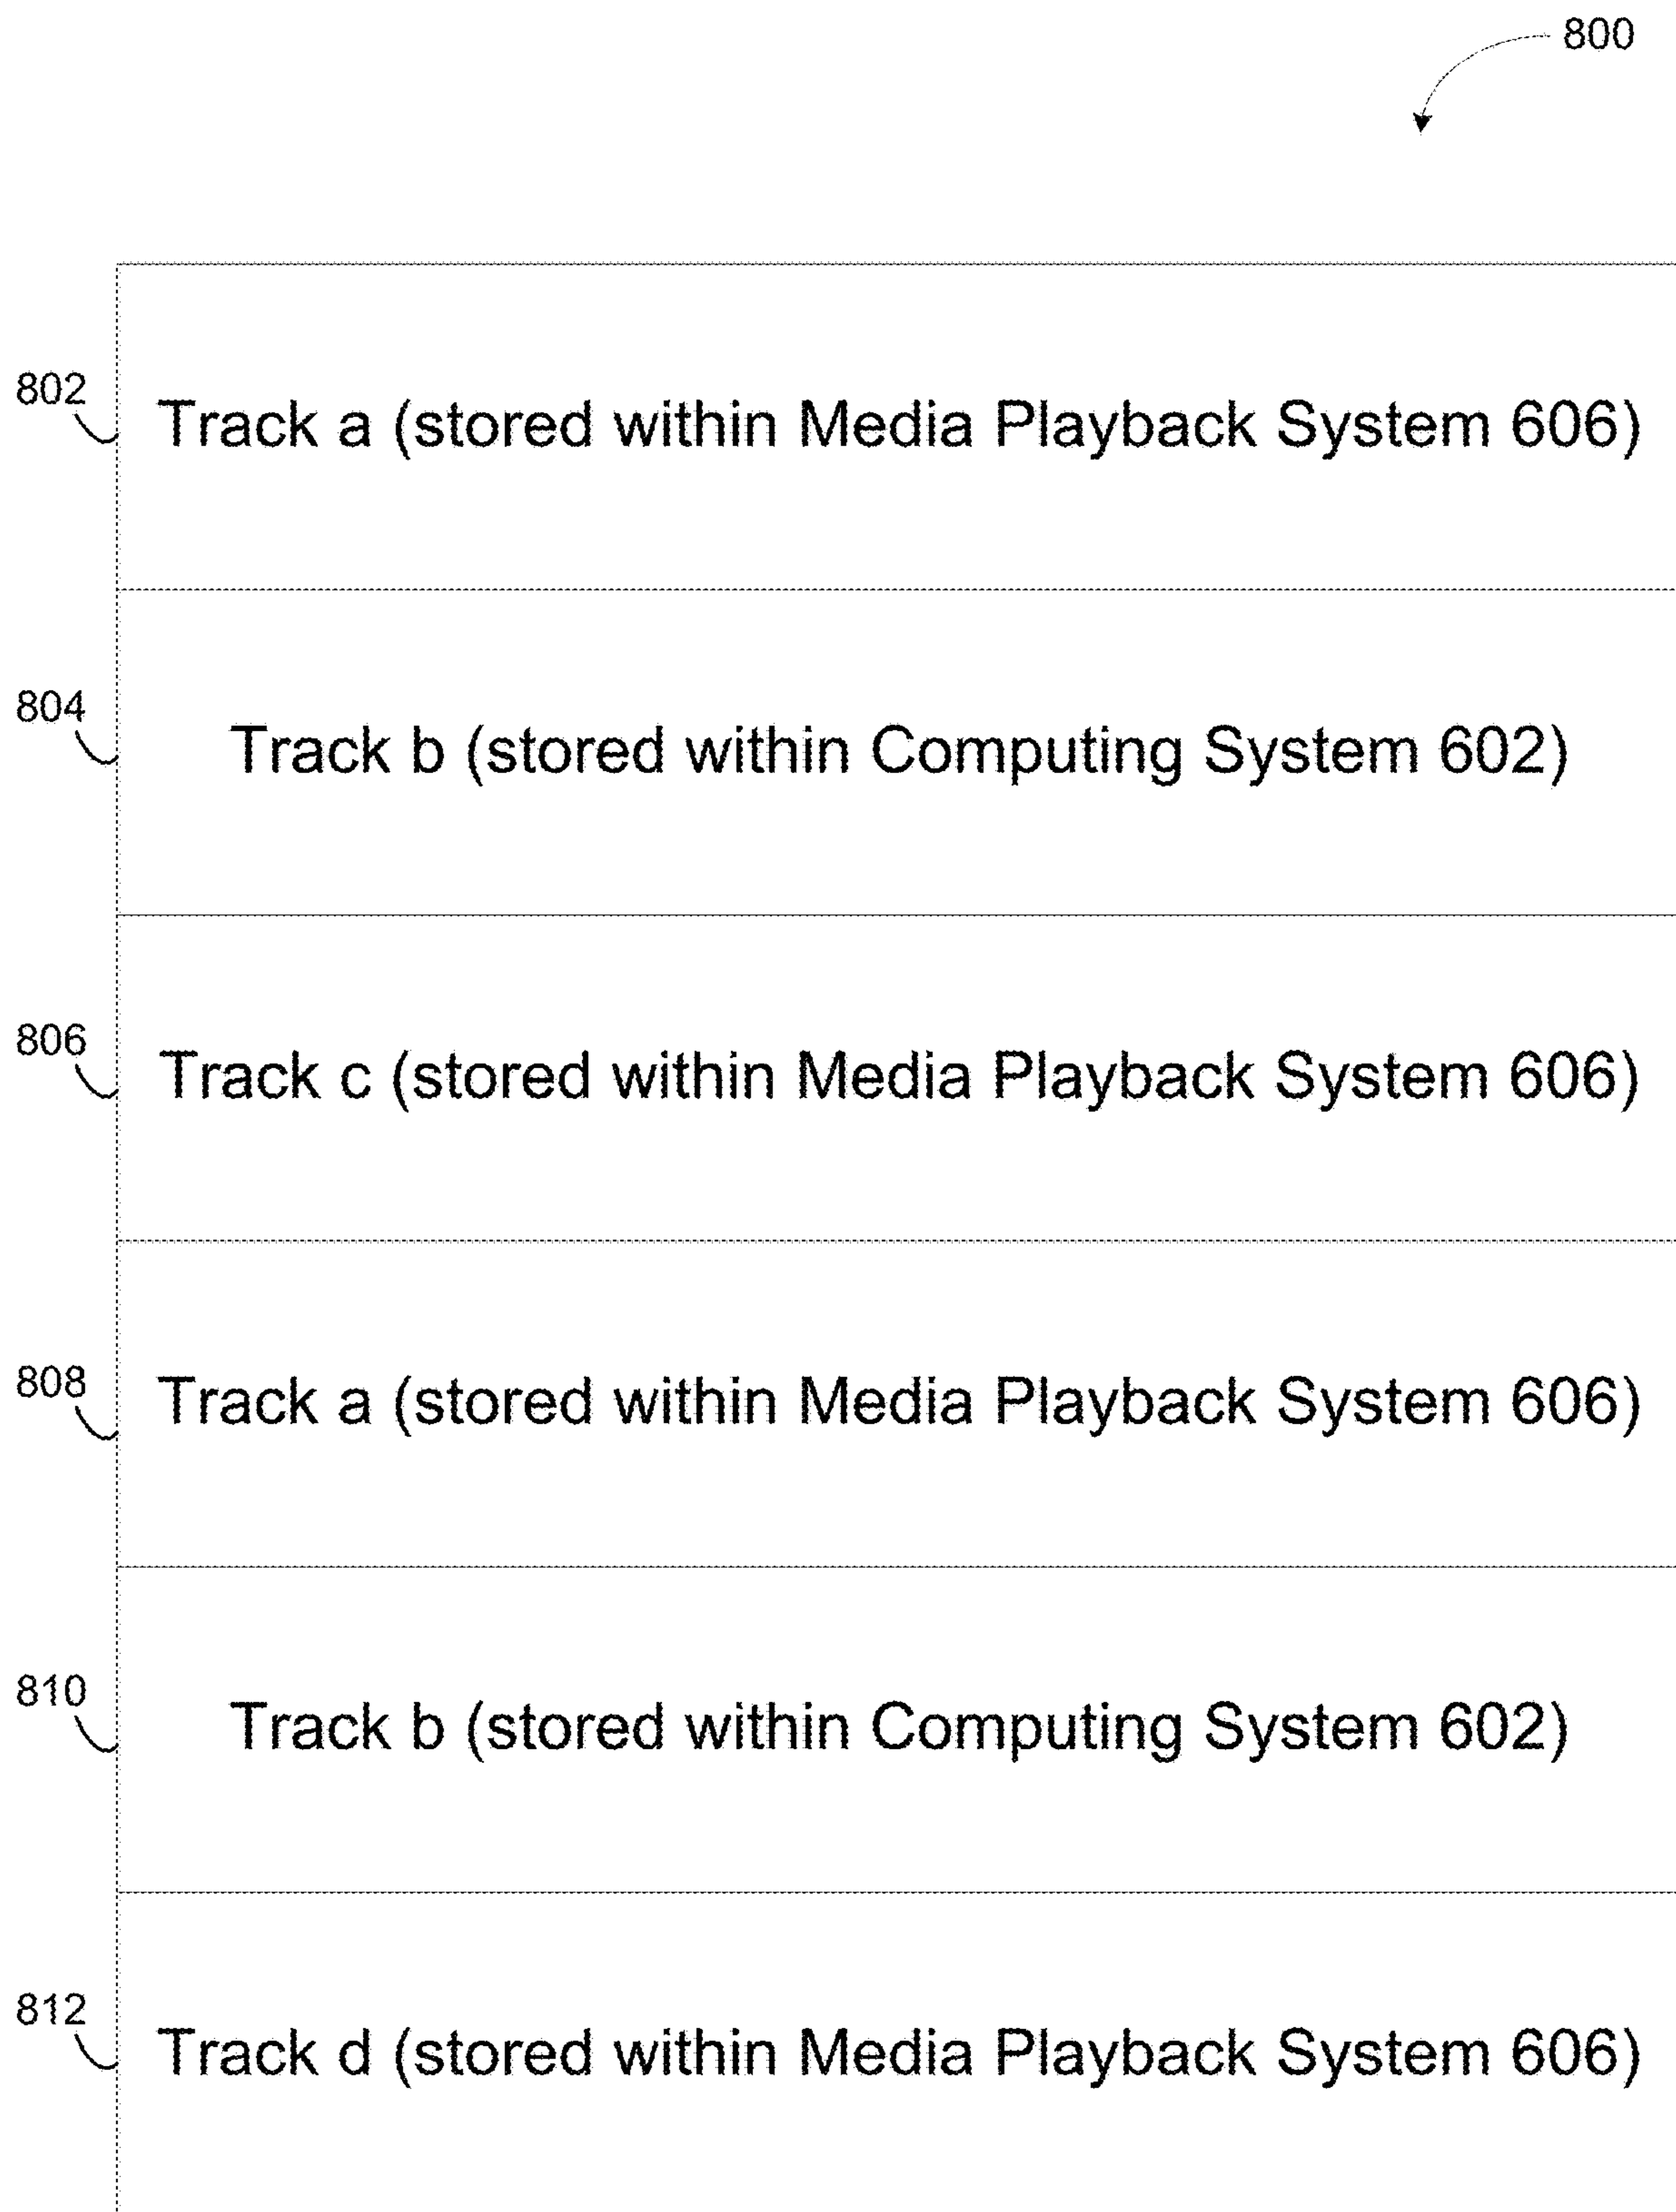 800
802 Track a (stored within Media Playback System 606)
804 Track b (stored within Computing System 602)
806 Track c (stored within Media Playback System 606)
808 Track a (stored within Media Playback System 606)
810 Track b (stored within Computing System 602)
812 Track d (stored within Media Playback System 606)